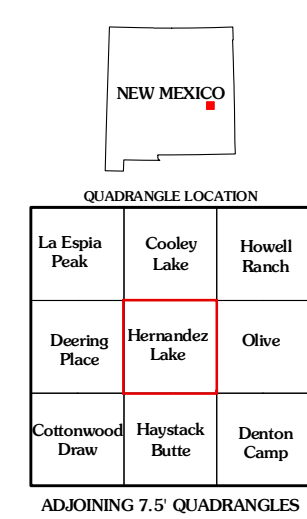 NEW MEXICO
QUADRANGLE LOCATION
La Espia
Peak
Cooley
Lake
Howell
Ranch
Deering
Place
Hernandez
Lake
Olive
Cottonwood
Draw
Haystack
Butte
Denton
Camp
ADJOINING 7.5' QUADRANGLES